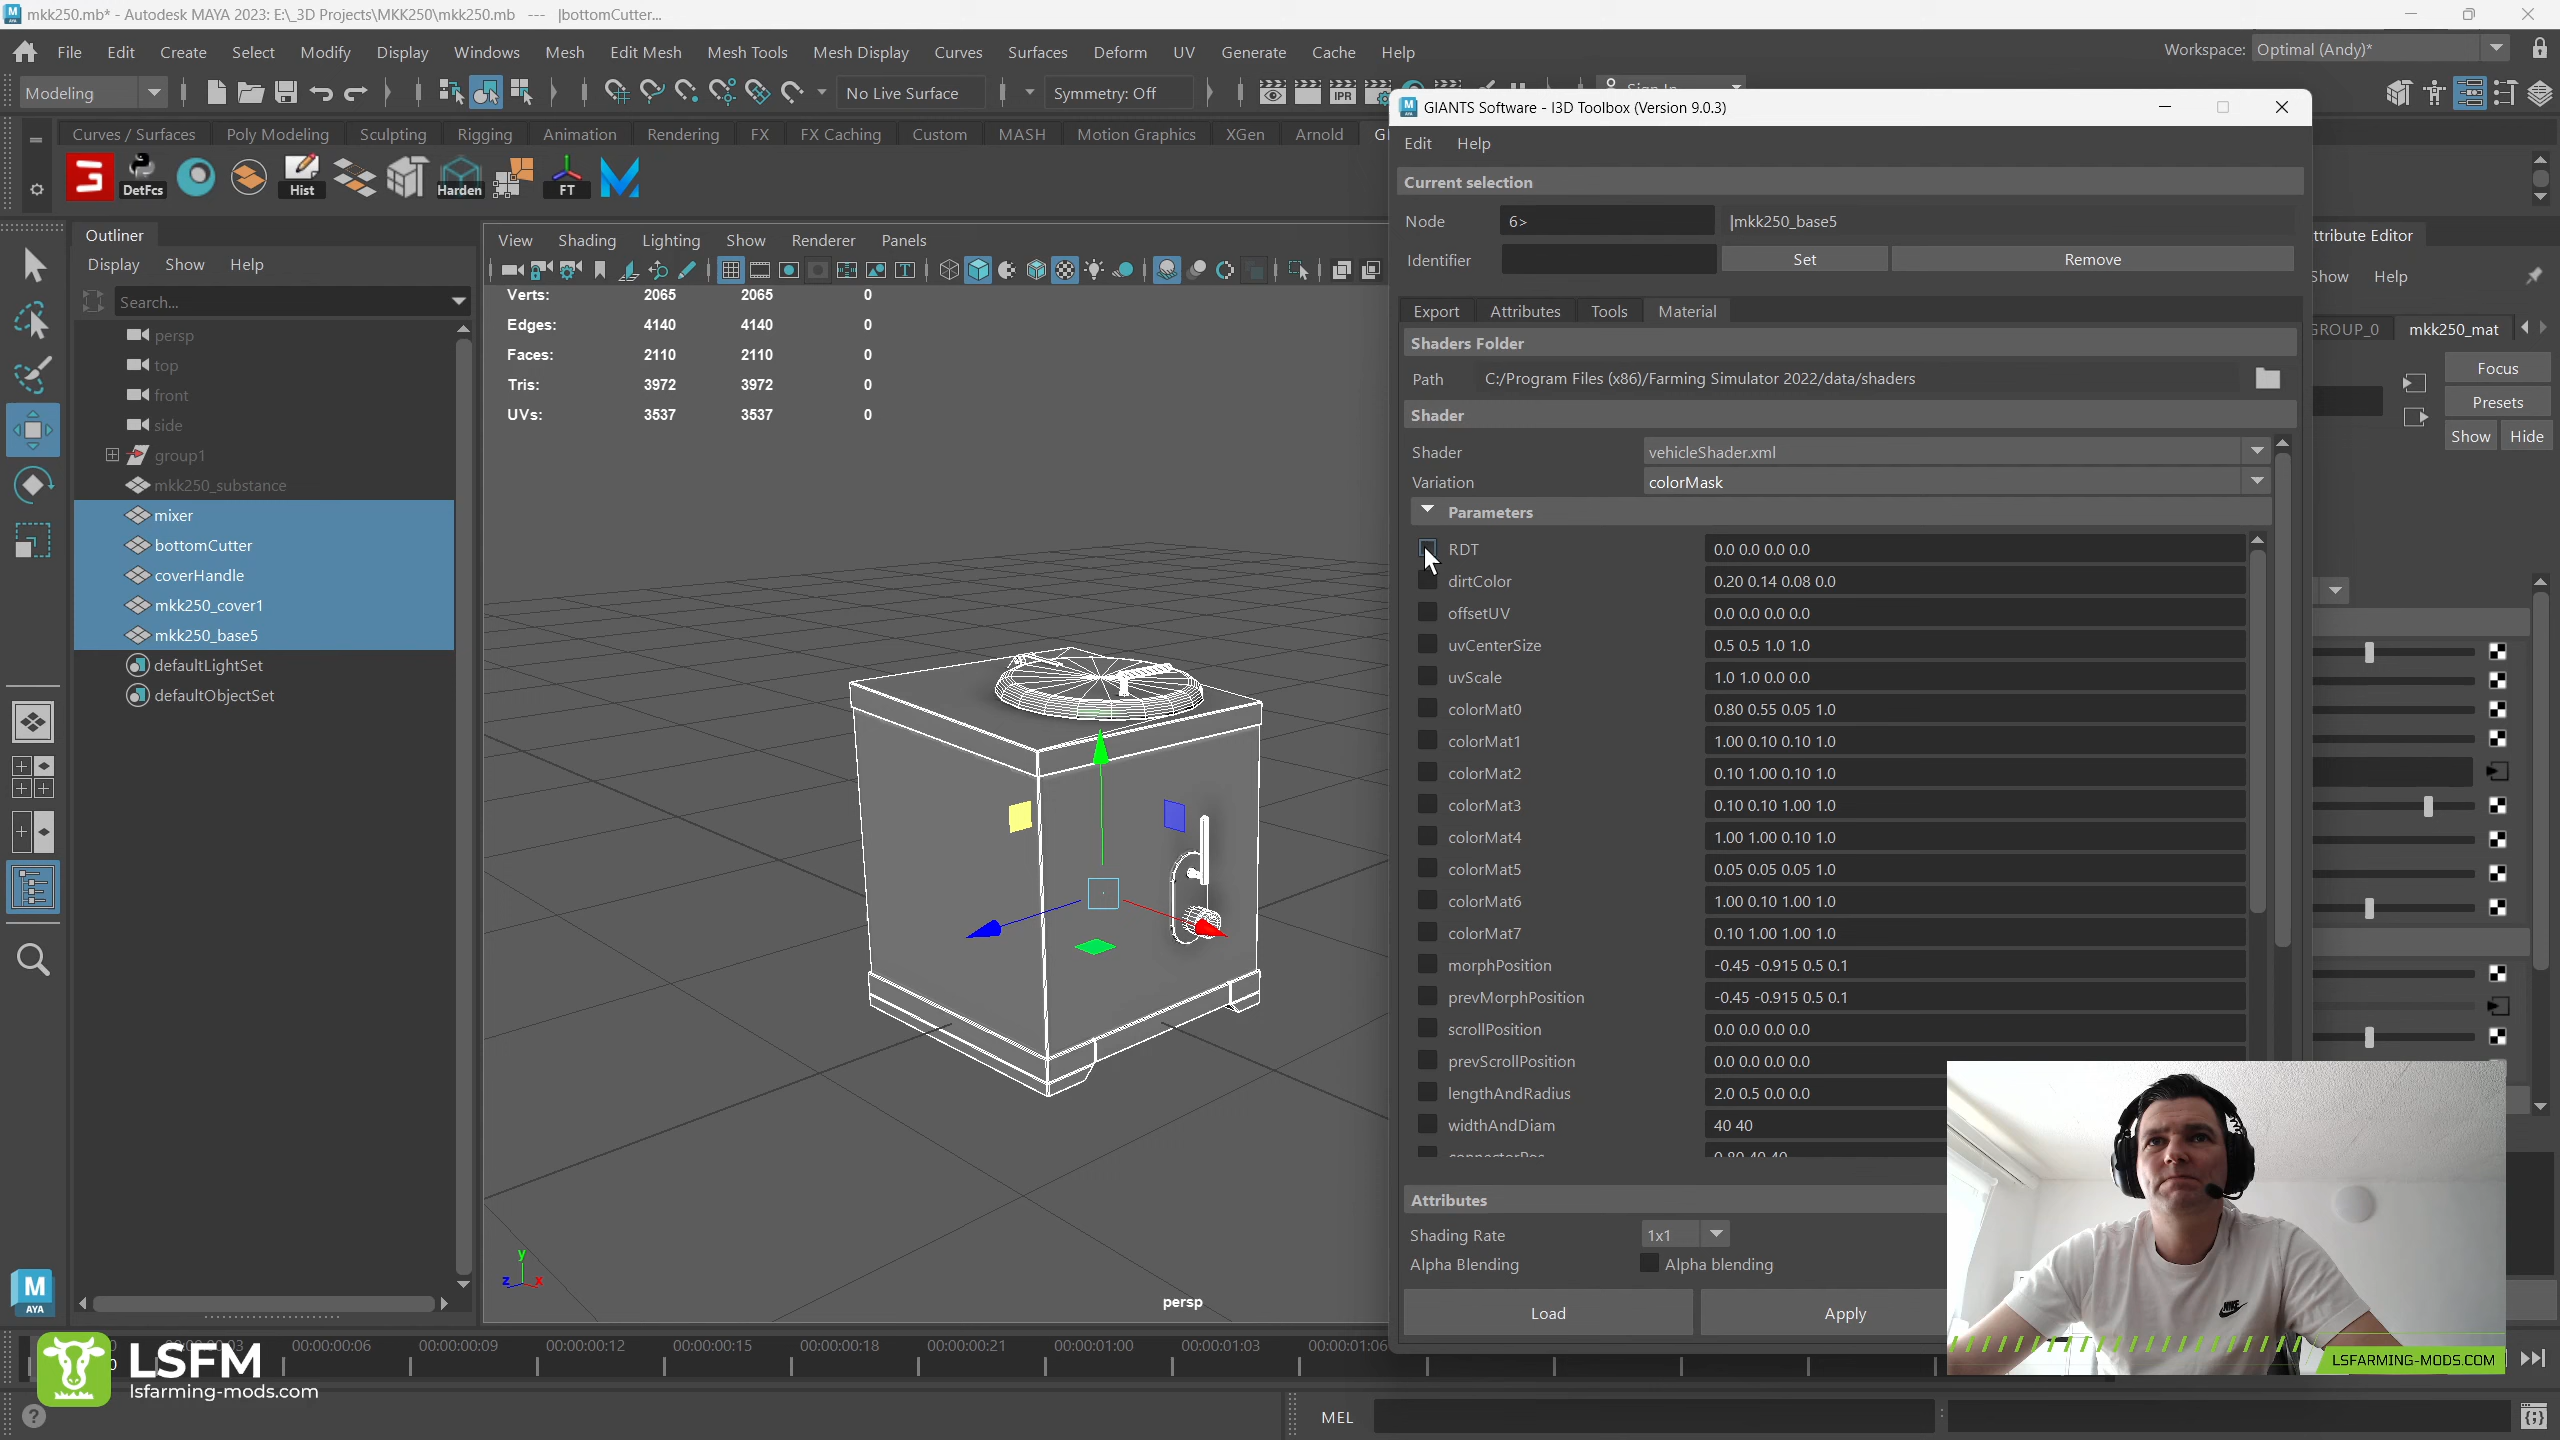 mkk250.mb* - Autodesk MAYA 2023: E:\_3D Projects\MKK250\mkk250.mb --- |bottomCutter...
File Edit Create Select Modify Display Windows Mesh Edit Mesh Mesh Tools Mesh Display Curves Surfaces Deform UV Generate Cache Help
Workspace: Optimal (Andy)*
Modeling
No Live Surface
Symmetry: Off
IPR
Curves / Surfaces Poly Modeling Sculpting Rigging Animation Rendering FX FX Caching Custom MASH Motion Graphics XGen Arnold
DetFcs
Hist
Harden
FT
Outliner
Display Show Help
Search...
persp
top
front
side
group1
mkk250_substance
mixer
bottomCutter
coverHandle
mkk250_cover1
mkk250_base5
defaultLightSet
defaultObjectSet
View Shading Lighting Show Renderer Panels
Verts: 2065 2065 0
Edges: 4140 4140 0
Faces: 2110 2110 0
Tris: 3972 3972 0
UVs: 3537 3537 0
y
z x
persp
GIANTS Software - I3D Toolbox (Version 9.0.3)
Edit Help
Current selection
Node 6> |mkk250_base5
Identifier Set Remove
Export Attributes Tools Material
Shaders Folder
Path C:/Program Files (x86)/Farming Simulator 2022/data/shaders
Shader
Shader vehicleShader.xml
Variation colorMask
Parameters
RDT 0.0 0.0 0.0 0.0
dirtColor 0.20 0.14 0.08 0.0
offsetUV 0.0 0.0 0.0 0.0
uvCenterSize 0.5 0.5 1.0 1.0
uvScale 1.0 1.0 0.0 0.0
colorMat0 0.80 0.55 0.05 1.0
colorMat1 1.00 0.10 0.10 1.0
colorMat2 0.10 1.00 0.10 1.0
colorMat3 0.10 0.10 1.00 1.0
colorMat4 1.00 1.00 0.10 1.0
colorMat5 0.05 0.05 0.05 1.0
colorMat6 1.00 0.10 1.00 1.0
colorMat7 0.10 1.00 1.00 1.0
morphPosition -0.45 -0.915 0.5 0.1
prevMorphPosition -0.45 -0.915 0.5 0.1
scrollPosition 0.0 0.0 0.0 0.0
prevScrollPosition 0.0 0.0 0.0 0.0
lengthAndRadius 2.0 0.5 0.0 0.0
widthAndDiam 40 40
Attributes
Shading Rate 1x1
Alpha Blending Alpha blending
Load Apply
ttribute Editor
Show Help
GROUP_0 mkk250_mat
Focus
Presets
Show Hide
M
AYA
00:00:00:06 00:00:00:09 00:00:00:12 00:00:00:15 00:00:00:18 00:00:00:21 00:00:01:00 00:00:01:03 00:00:01:06
LSFM
lsfarming-mods.com
LSFARMING-MODS.COM
MEL